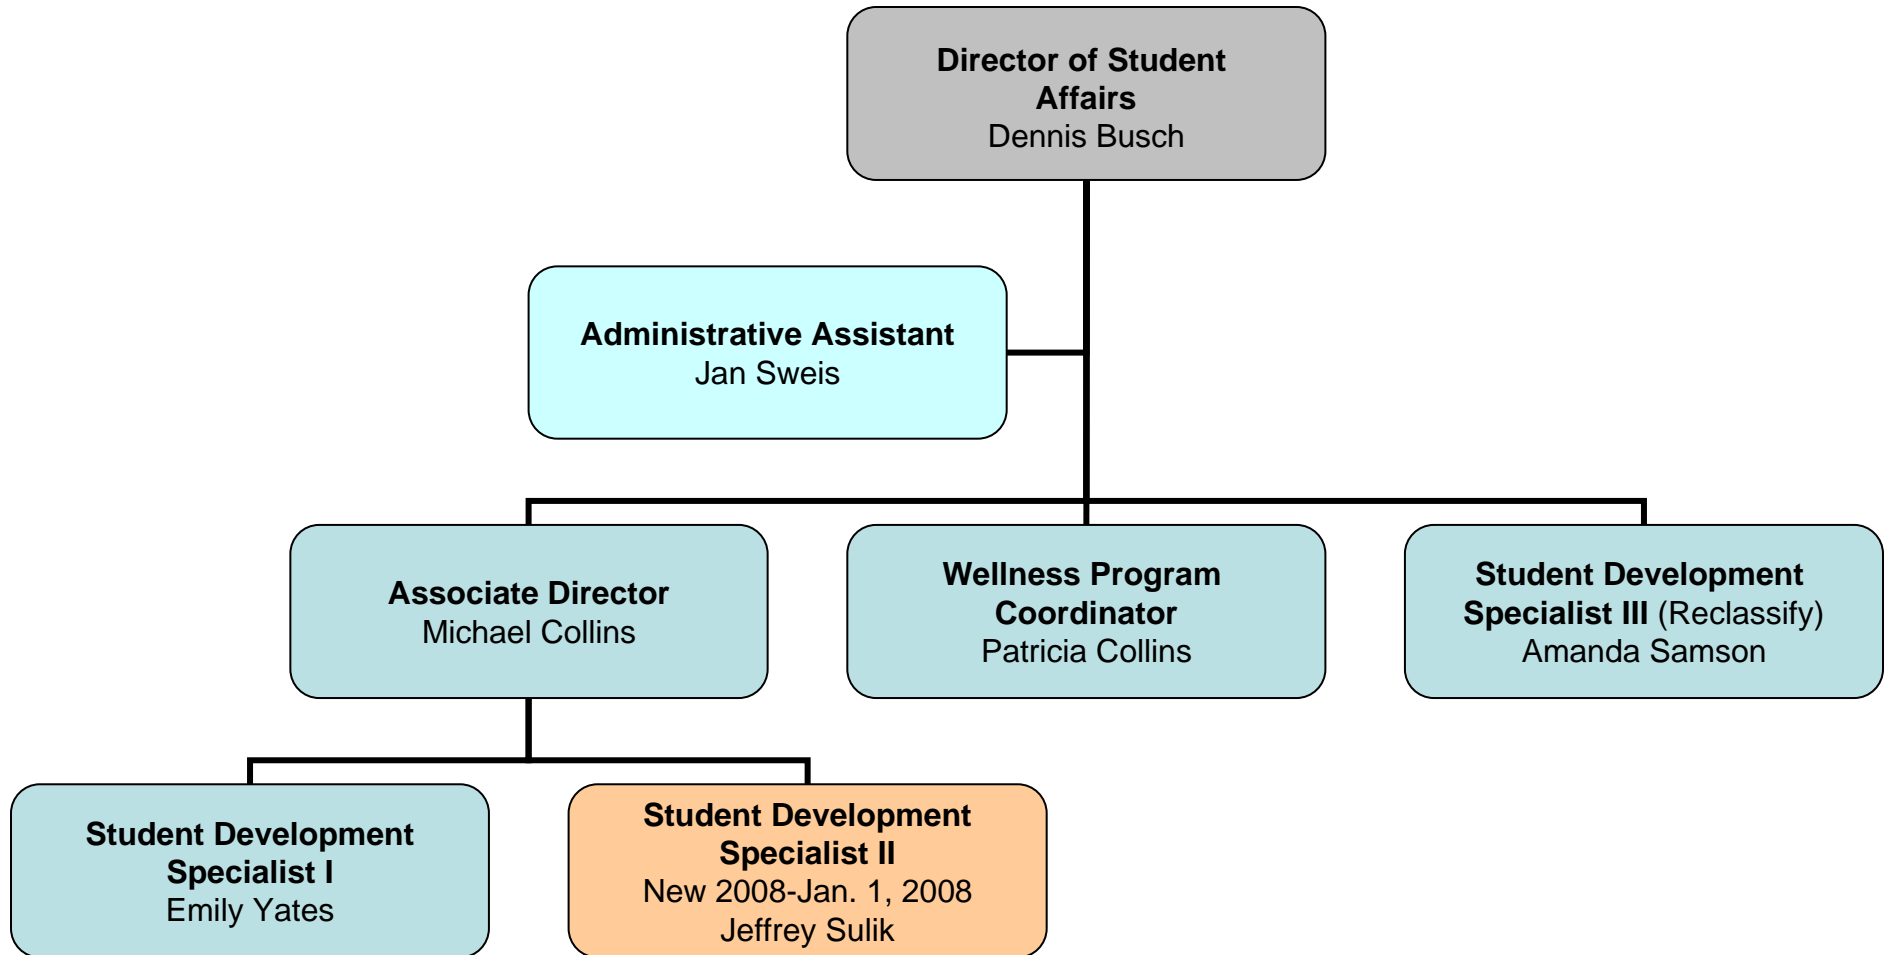 Director of Student
Affairs
Dennis Busch
Administrative Assistant
Jan Sweis
Associate Director
Michael Collins
Wellness Program
Coordinator
Patricia Collins
Student Development
Specialist III (Reclassify)
Amanda Samson
Student Development
Specialist I
Emily Yates
Student Development
Specialist II
New 2008-Jan. 1, 2008
Jeffrey Sulik